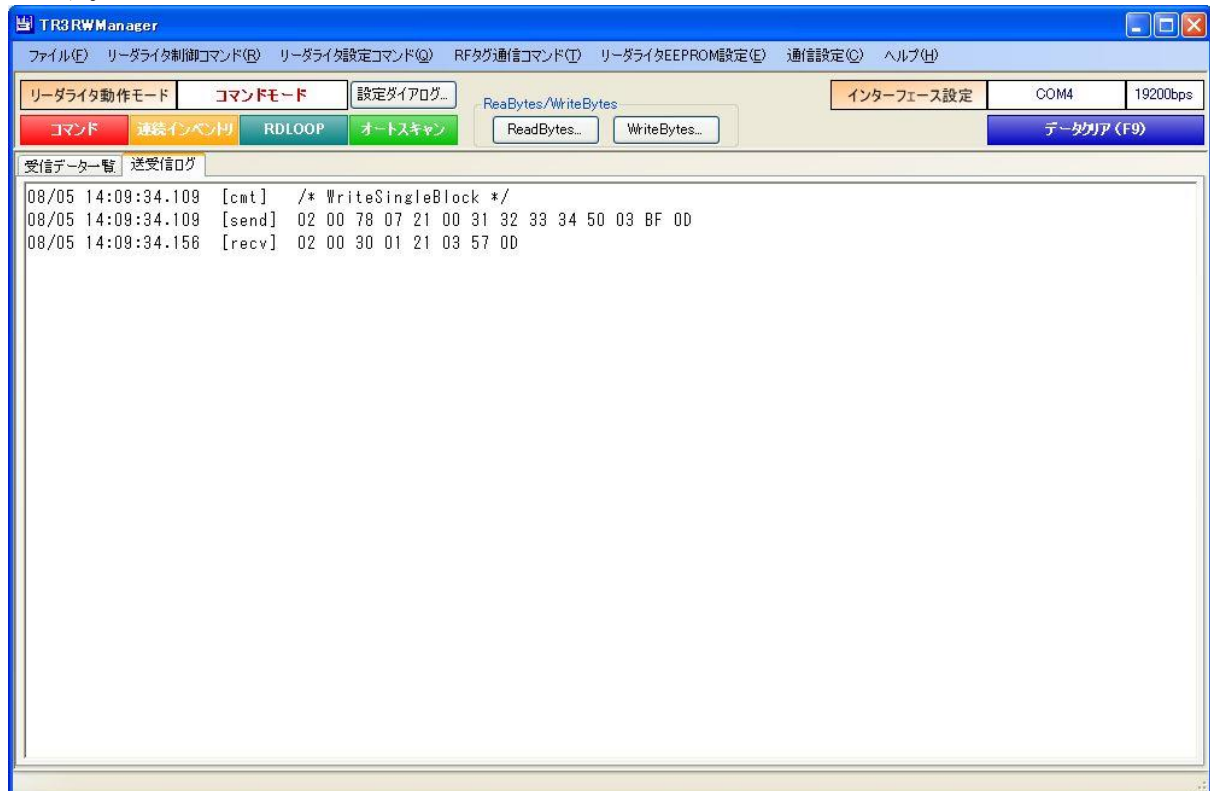 TR3RWManager
ファイル(F) リーダライタ制御コマンド(R) リーダライタ設定コマンド(Q) RFタグ通信コマンド(T) リーダライタEEPROM設定(E) 通信設定(C) ヘルプ(H)
リーダライタ動作モード コマンドモード 設定ダイアログ... ReaBytes/WriteBytes インターフェース設定 COM4 19200bps
コマンド 連続インベントリ RDLOOP オートスキャン ReadBytes... WriteBytes... データクリア(F9)
受信データ一覧 送受信ログ
08/05 14:09:34.109 [cmt] /* WriteSingleBlock */
08/05 14:09:34.109 [send] 02 00 78 07 21 00 31 32 33 34 50 03 BF 0D
08/05 14:09:34.156 [recv] 02 00 30 01 21 03 57 0D